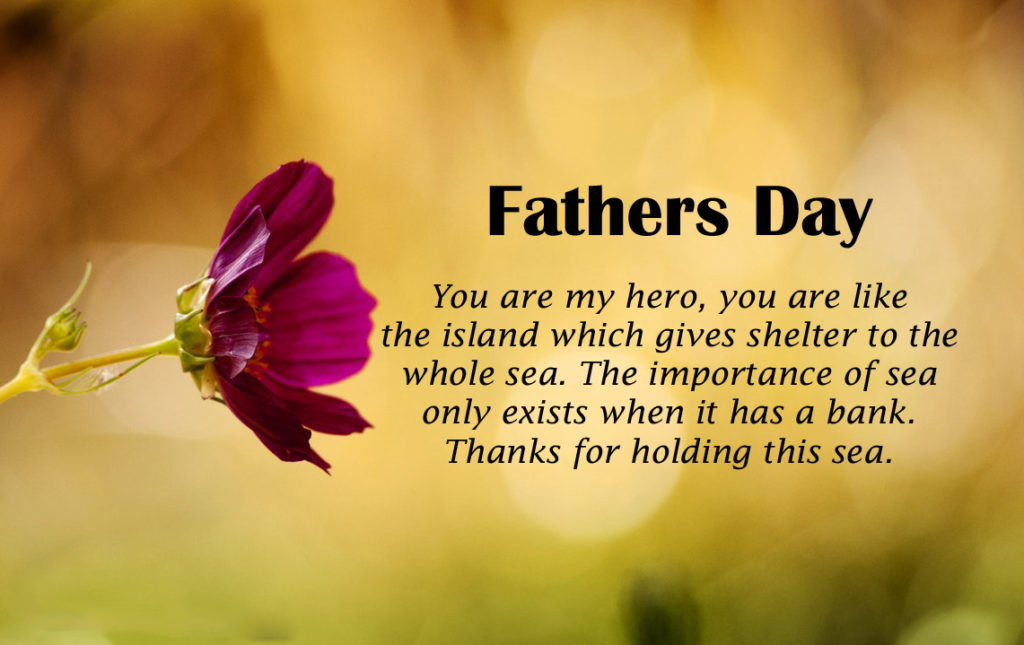 Fathers Day
You are my hero, you are like
the island which gives shelter to the
whole sea. The importance of sea
only exists when it has a bank.
Thanks for holding this sea.